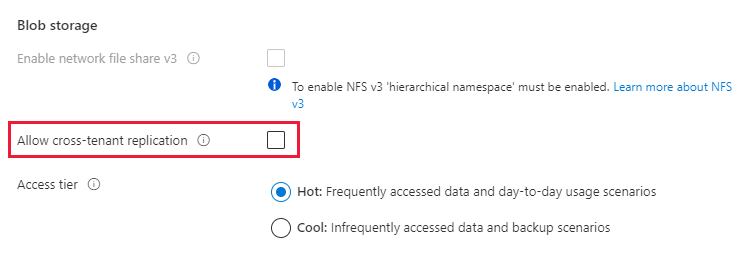 Blob storage
Enable network file share v3
To enable NFS v3 'hierarchical namespace' must be enabled. Learn more about NFS
v3
Allow cross-tenant replication
Access tier
Hot: Frequently accessed data and day-to-day usage scenarios
Cool: Infrequently accessed data and backup scenarios